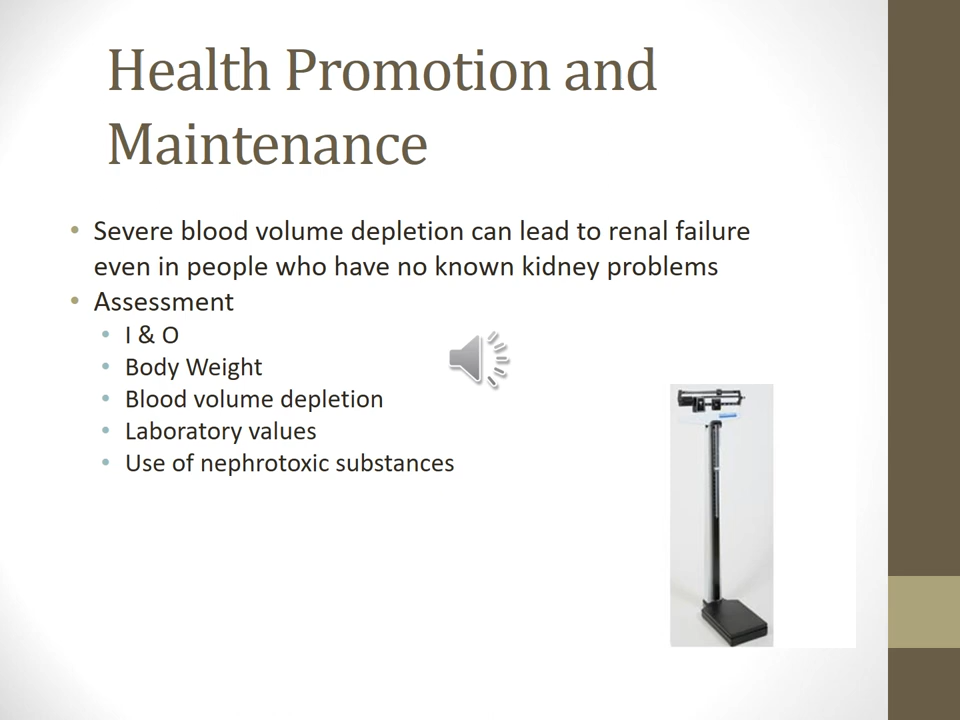 Health Promotion and
Maintenance
• Severe blood volume depletion can lead to renal failure
even in people who have no known kidney problems
• Assessment
• I & O
• Body Weight
• Blood volume depletion
• Laboratory values
• Use of nephrotoxic substances